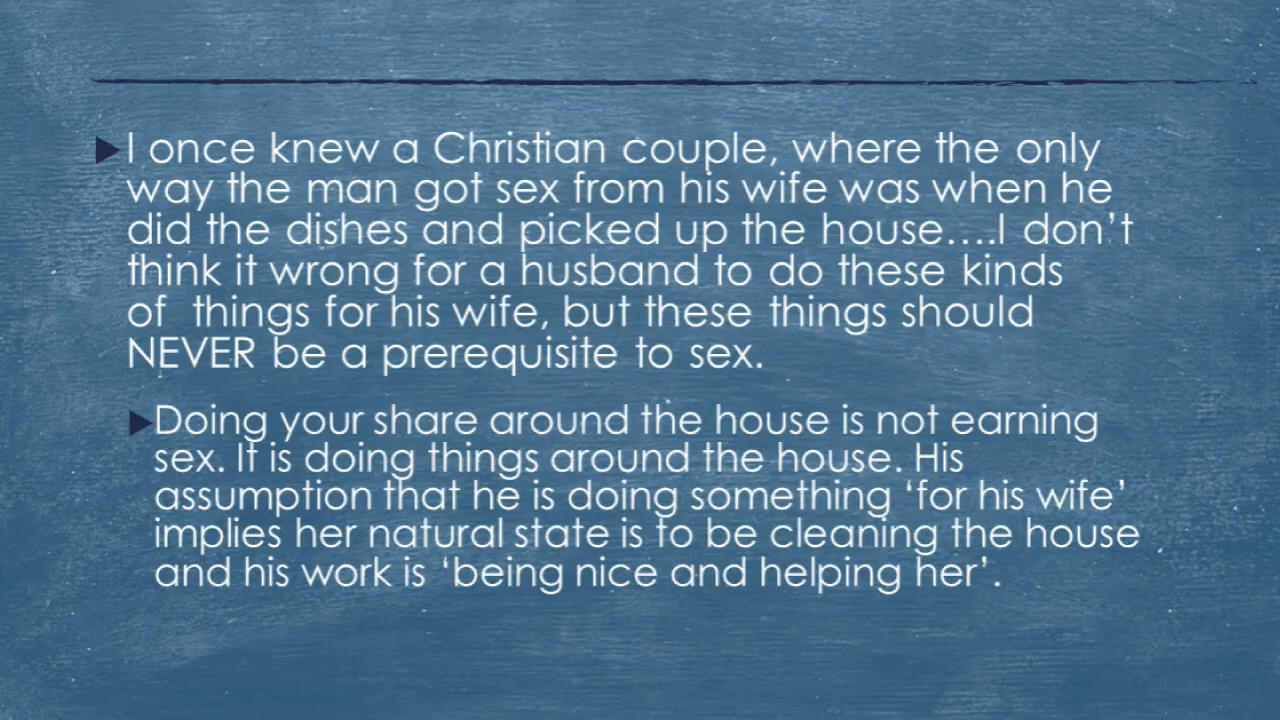 I once knew a Christian couple, where the only
way the man got sex from his wife was when he
did the dishes and picked up the house....I don't
think it wrong for a husband to do these kinds
of  things for his wife, but these things should
NEVER be a prerequisite to sex.
Doing your share around the house is not earning
sex. It is doing things around the house. His
assumption that he is doing something ‘for his wife’
implies her natural state is to be cleaning the house
and his work is ‘being nice and helping her’.